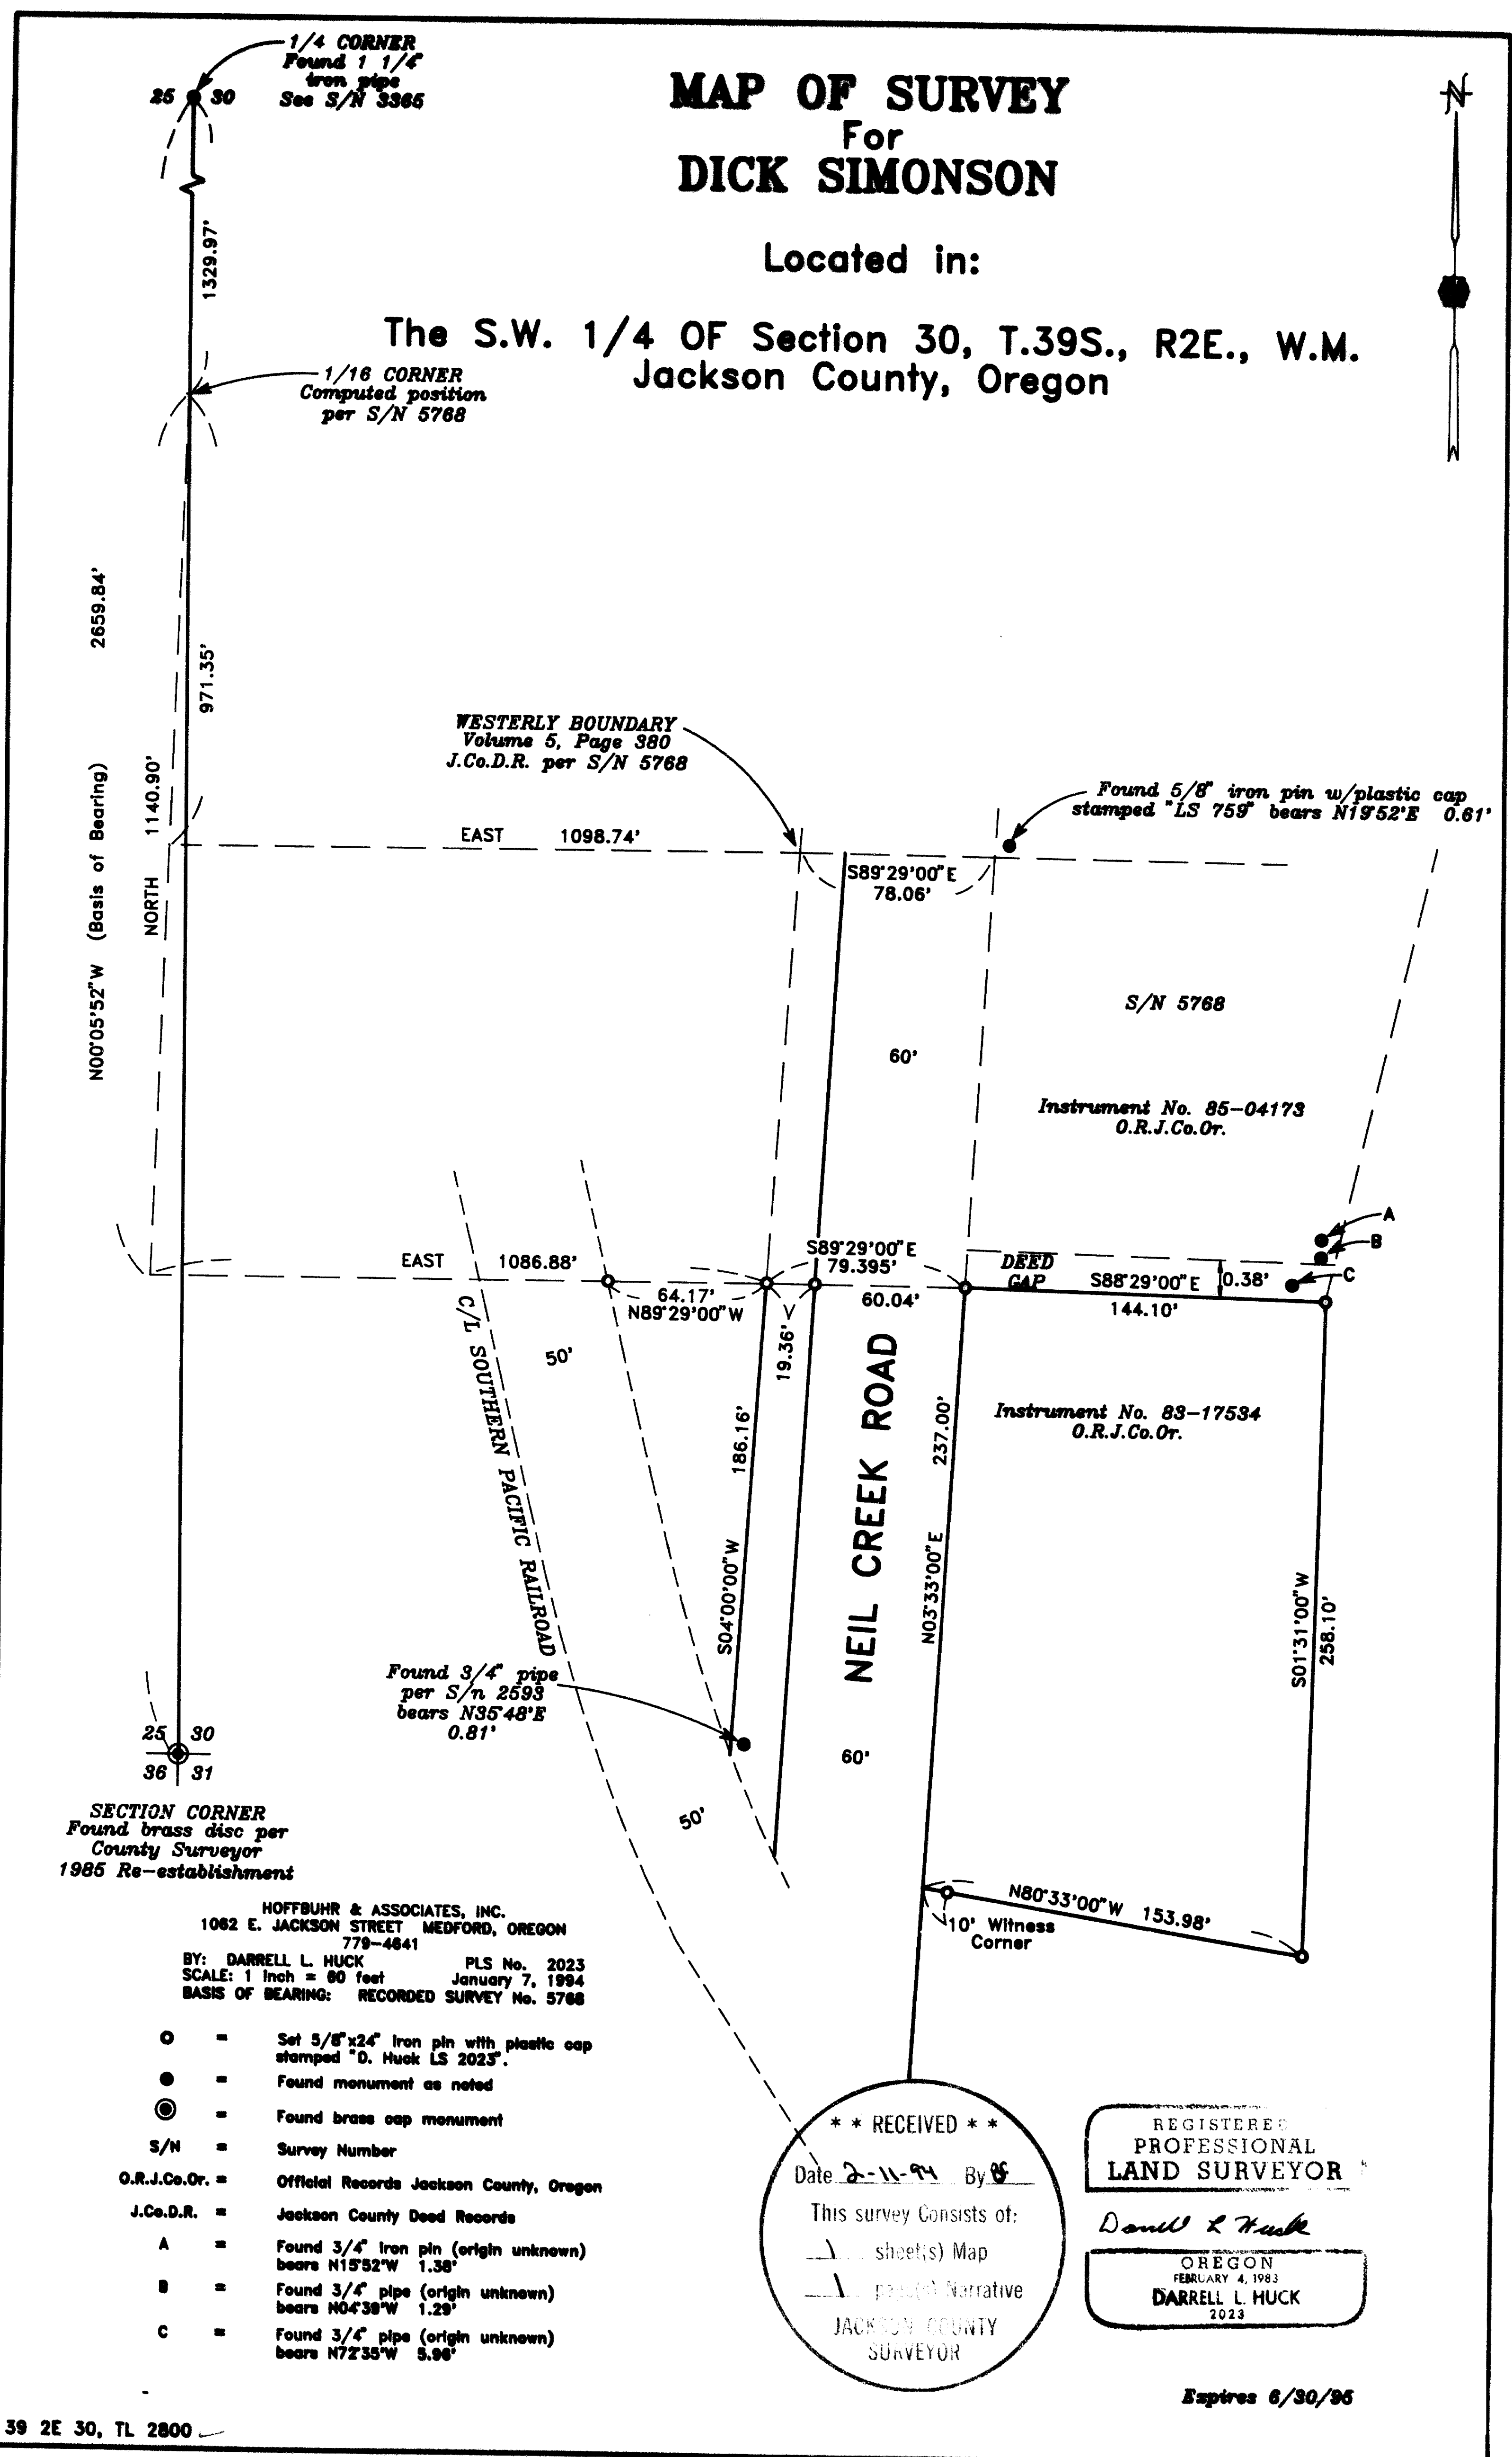 1/4 CORNER
Found 1 1/4"
iron pipe
See S/N 3365
25 30
MAP OF SURVEY
For
DICK SIMONSON
Located in:
The S.W. 1/4 OF Section 30, T.39S., R2E., W.M.
Jackson County, Oregon
N
1329.97'
1/16 CORNER
Computed position
per S/N 5768
2659.84'
971.35'
N00°05'52"W (Basis of Bearing)
NORTH 1140.90'
WESTERLY BOUNDARY
Volume 5, Page 380
J.Co.D.R. per S/N 5768
Found 5/8" iron pin w/plastic cap
stamped "LS 759" bears N19°52'E 0.61'
EAST 1098.74'
S89°29'00"E
78.06'
S/N 5768
60'
Instrument No. 85-04173
O.R.J.Co.Or.
A
B
C
EAST 1086.88'
S89°29'00"E
79.395'
DEED
GAP
S88°29'00"E
0.38'
144.10'
64.17'
N89°29'00"W
60.04'
19.36'
50'
C/L SOUTHERN PACIFIC RAILROAD
186.16'
S04°00'00"W
NEIL CREEK ROAD
237.00'
N03°33'00"E
Instrument No. 83-17534
O.R.J.Co.Or.
S01°31'00"W
258.10'
Found 3/4" pipe
per S/n 2593
bears N35°48'E
0.81'
60'
50'
25 30
36 31
SECTION CORNER
Found brass disc per
County Surveyor
1985 Re-establishment
N80°33'00"W 153.98'
10' Witness
Corner
HOFFBUHR & ASSOCIATES, INC.
1062 E. JACKSON STREET MEDFORD, OREGON
779-4641
BY: DARRELL L. HUCK PLS No. 2023
SCALE: 1 inch = 60 feet January 7, 1994
BASIS OF BEARING: RECORDED SURVEY No. 5768
= Set 5/8"x24" iron pin with plastic cap
stamped "D. Huck LS 2023".
= Found monument as noted
= Found brass cap monument
S/N = Survey Number
O.R.J.Co.Or. = Official Records Jackson County, Oregon
J.Co.D.R. = Jackson County Deed Records
A = Found 3/4" iron pin (origin unknown)
bears N15°52'W 1.38'
B = Found 3/4" pipe (origin unknown)
bears N04°39'W 1.29'
C = Found 3/4" pipe (origin unknown)
bears N72°35'W 5.96'
* * RECEIVED * *
Date 2-11-94 By
This survey Consists of:
1 sheet(s) Map
1 page(s) Narrative
JACKSON COUNTY
SURVEYOR
REGISTERED
PROFESSIONAL
LAND SURVEYOR
Darrell L Huck
OREGON
FEBRUARY 4, 1983
DARRELL L. HUCK
2023
Expires 6/30/95
39 2E 30, TL 2800